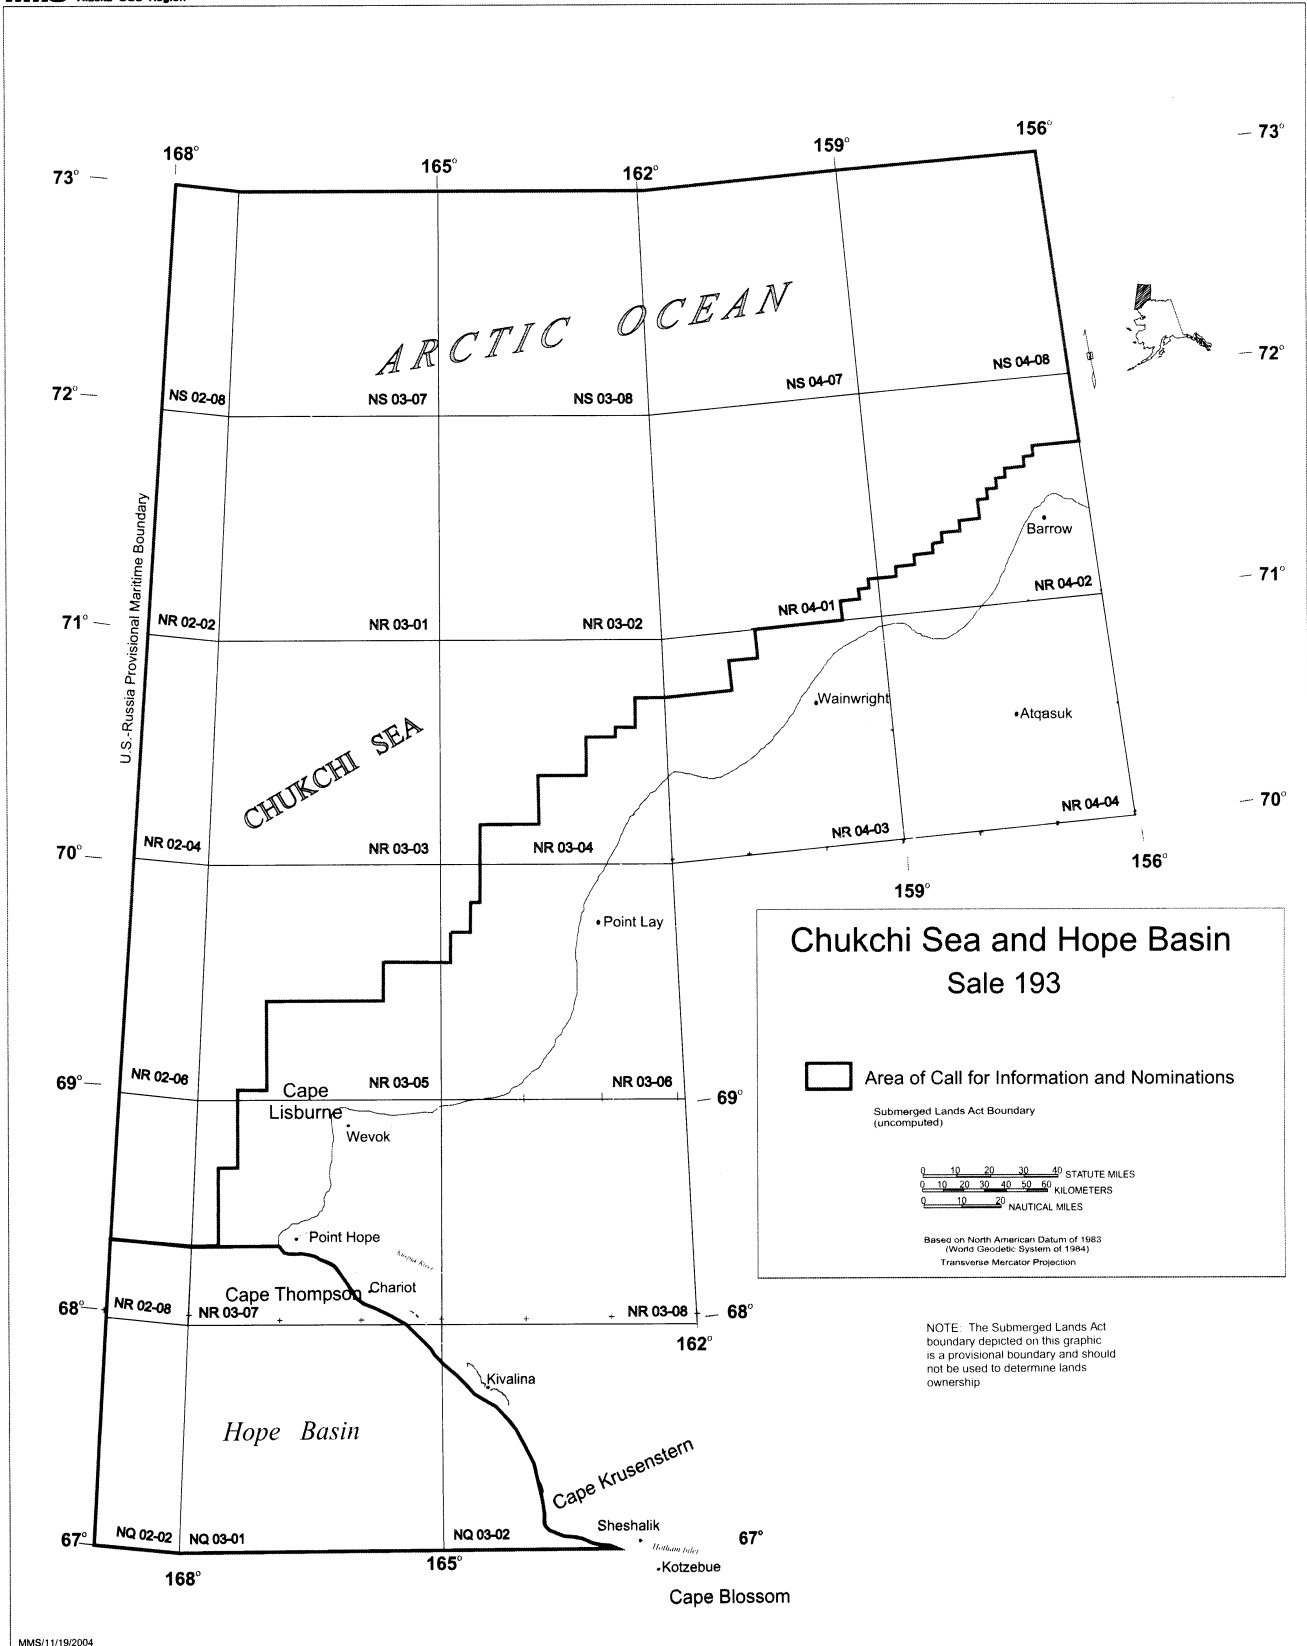 Alaska OCS Region
168°
165°
162°
159°
156°
73°
73°
ARCTIC OCEAN
72°
72°
NS 02-08
NS 03-07
NS 03-08
NS 04-07
NS 04-08
U.S.-Russia Provisional Maritime Boundary
Barrow
71°
71°
NR 02-02
NR 03-01
NR 03-02
NR 04-01
NR 04-02
Wainwright
Atqasuk
CHUKCHI SEA
70°
70°
NR 02-04
NR 03-03
NR 03-04
NR 04-03
NR 04-04
159°
156°
Point Lay
Chukchi Sea and Hope Basin
Sale 193
Area of Call for Information and Nominations
Submerged Lands Act Boundary
(uncomputed)
0 10 20 30 40 STATUTE MILES
0 10 20 30 40 50 60 KILOMETERS
0 10 20 NAUTICAL MILES
Based on North American Datum of 1983
(World Geodetic System of 1984)
Transverse Mercator Projection
69°
69°
NR 02-06
NR 03-05
NR 03-06
Cape
Lisburne
Wevok
Point Hope
Cape Thompson
Chariot
68°
68°
NR 02-08
NR 03-07
NR 03-08
162°
NOTE: The Submerged Lands Act
boundary depicted on this graphic
is a provisional boundary and should
not be used to determine lands
ownership
Kivalina
Hope Basin
Cape Krusenstern
Sheshalik
67°
67°
NQ 02-02
NQ 03-01
NQ 03-02
Hotham Inlet
Kotzebue
168°
165°
Cape Blossom
MMS/11/19/2004